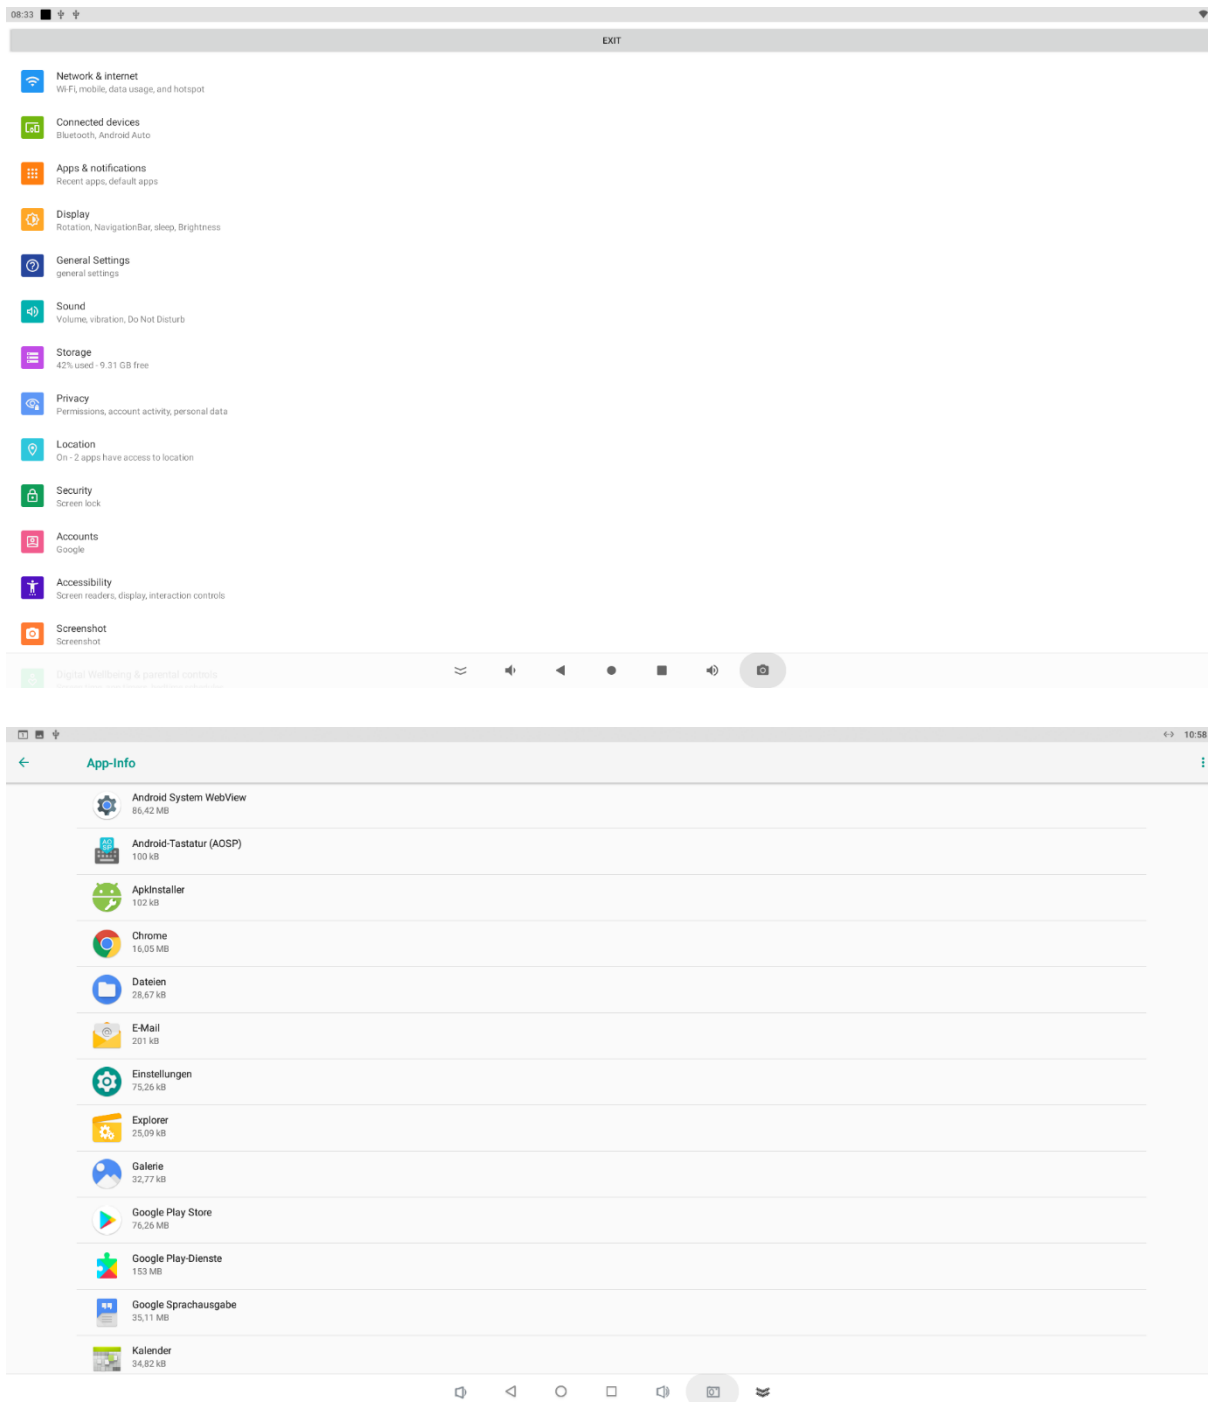 08:33
EXIT
Network & internet
Wi-Fi, mobile, data usage, and hotspot
Connected devices
Bluetooth, Android Auto
Apps & notifications
Recent apps, default apps
Display
Rotation, NavigationBar, sleep, Brightness
General Settings
general settings
Sound
Volume, vibration, Do Not Disturb
Storage
42% used - 9.31 GB free
Privacy
Permissions, account activity, personal data
Location
On - 2 apps have access to location
Security
Screen lock
Accounts
Google
Accessibility
Screen readers, display, interaction controls
Screenshot
Screenshot
Digital Wellbeing & parental controls
10:58
App-Info
Android System WebView
86,42 MB
Android-Tastatur (AOSP)
100 kB
ApkInstaller
102 kB
Chrome
16,05 MB
Dateien
28,67 kB
E-Mail
201 kB
Einstellungen
75,26 kB
Explorer
25,09 kB
Galerie
32,77 kB
Google Play Store
76,26 MB
Google Play-Dienste
153 MB
Google Sprachausgabe
35,11 MB
Kalender
34,82 kB